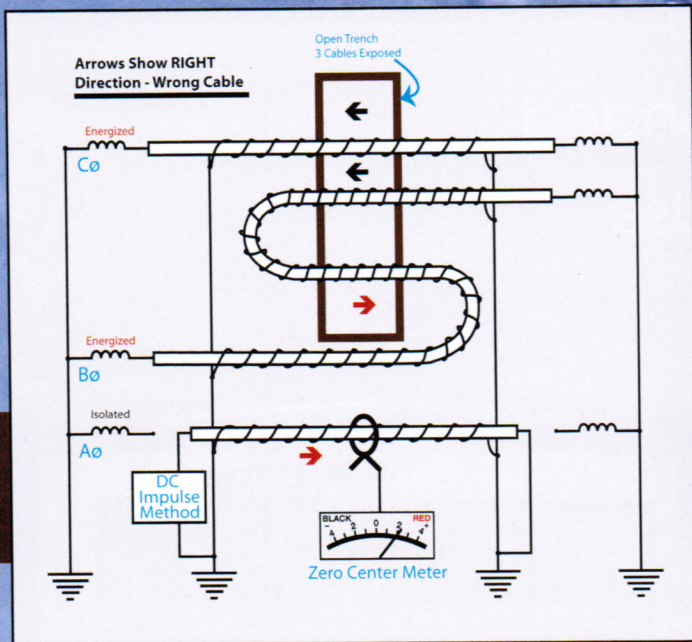 Arrows Show RIGHT
Direction - Wrong Cable
Open Trench
3 Cables Exposed
Energized
CØ
Energized
BØ
Isolated
AØ
DC
Impulse
Method
BLACK RED
- 4 2 0 2 4 +
Zero Center Meter